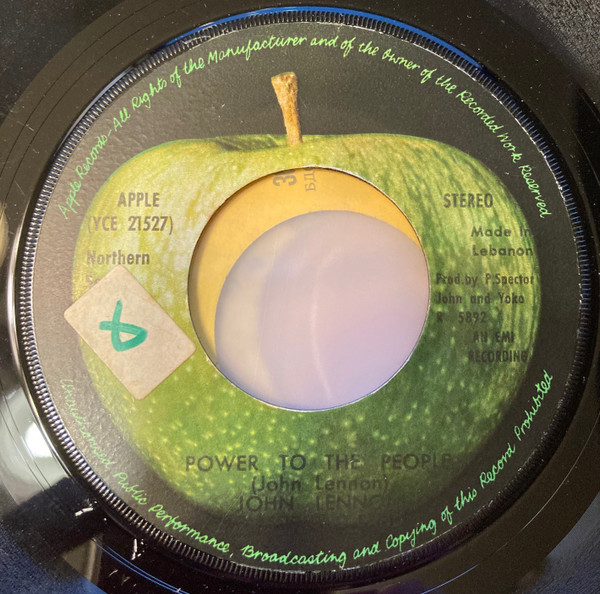 Apple Records-All Rights of the Manufacturer and of the Owner of the Recorded Work Reserved
APPLE
(YCE 21527)
Northern
STEREO
Made In
Lebanon
Prod.by P.Spector
John and Yoko
R 5892
AN EMI
RECORDING
POWER TO THE PEOPLE
(John Lennon)
JOHN LENNON
Unauthorised Public Performance, Broadcasting and Copying of this Record Prohibited